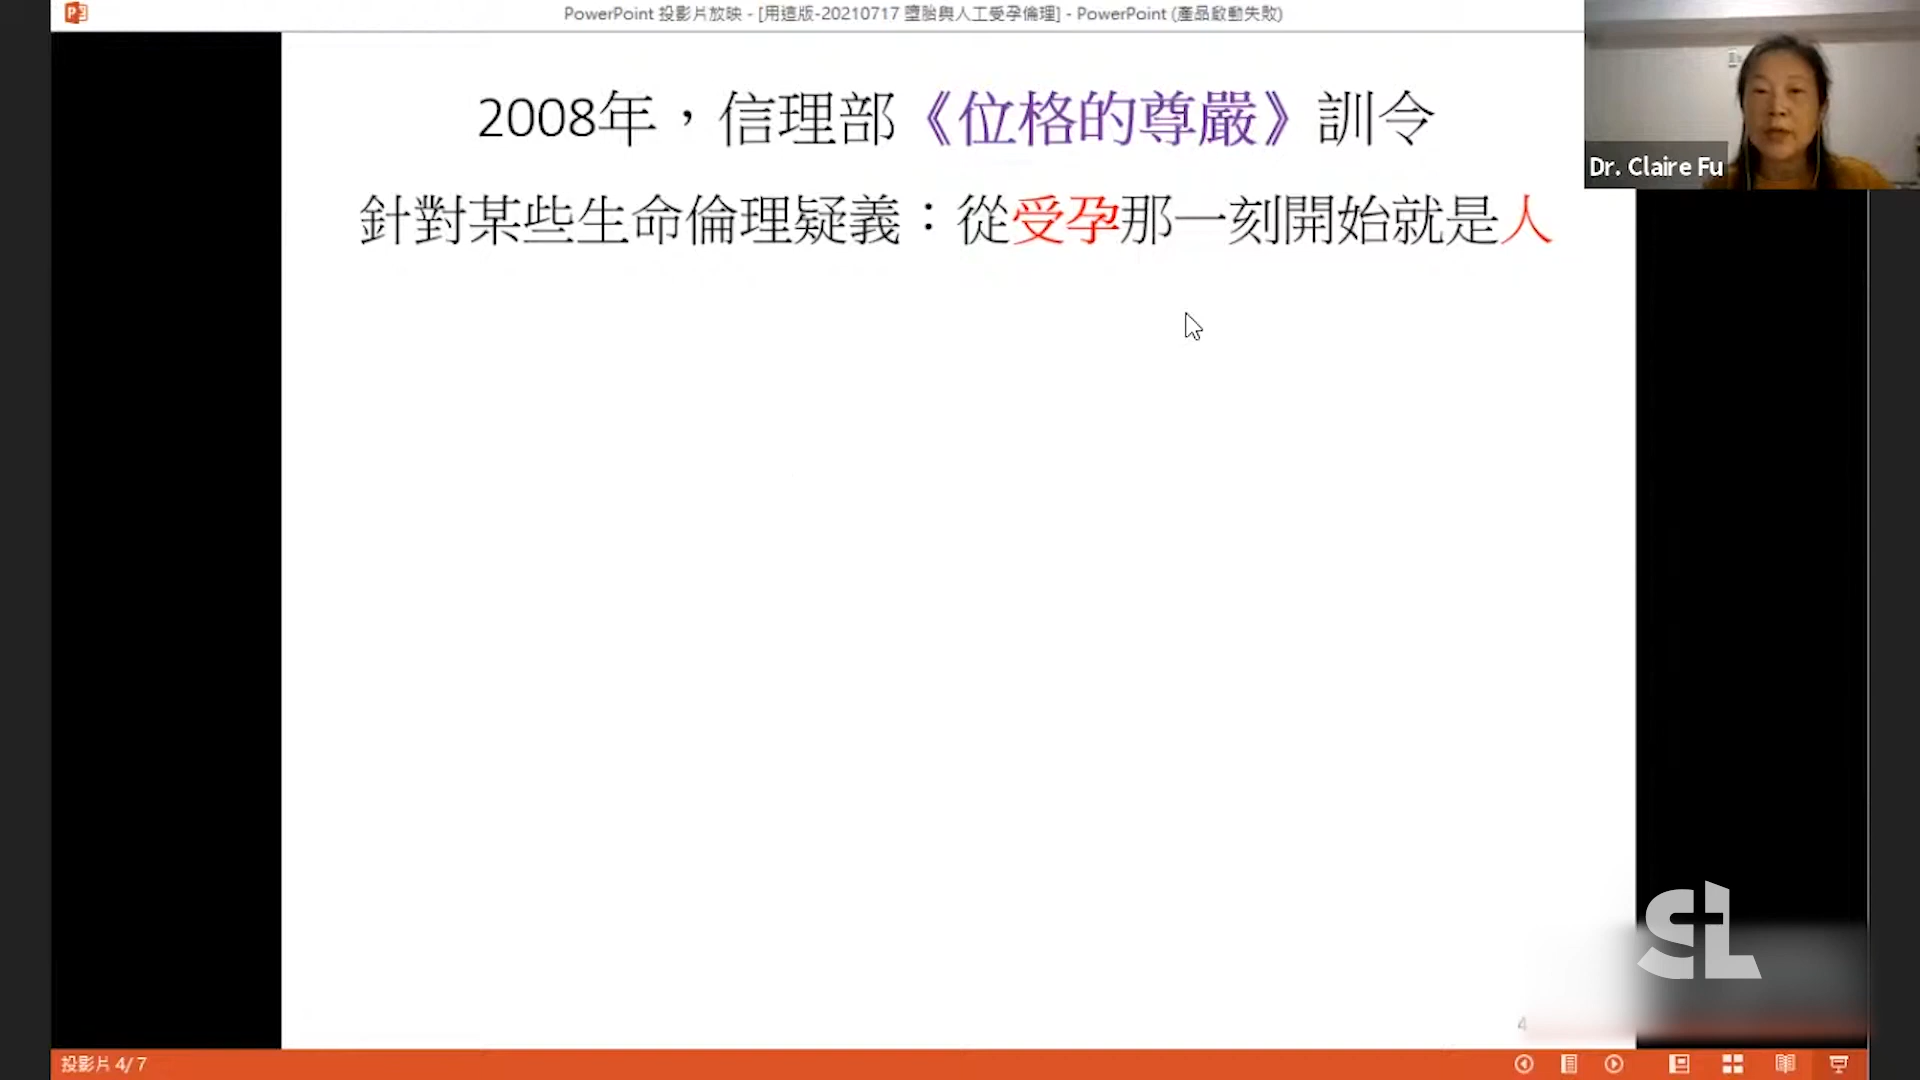 PowerPoint 投影片放映 - [用這版-20210717 墮胎與人工受孕倫理] - PowerPoint (產品啟動失敗)
Dr. Claire Fu
2008年，信理部《位格的尊嚴》訓令
針對某些生命倫理疑義：從受孕那一刻開始就是人
SL
4
投影片 4/7